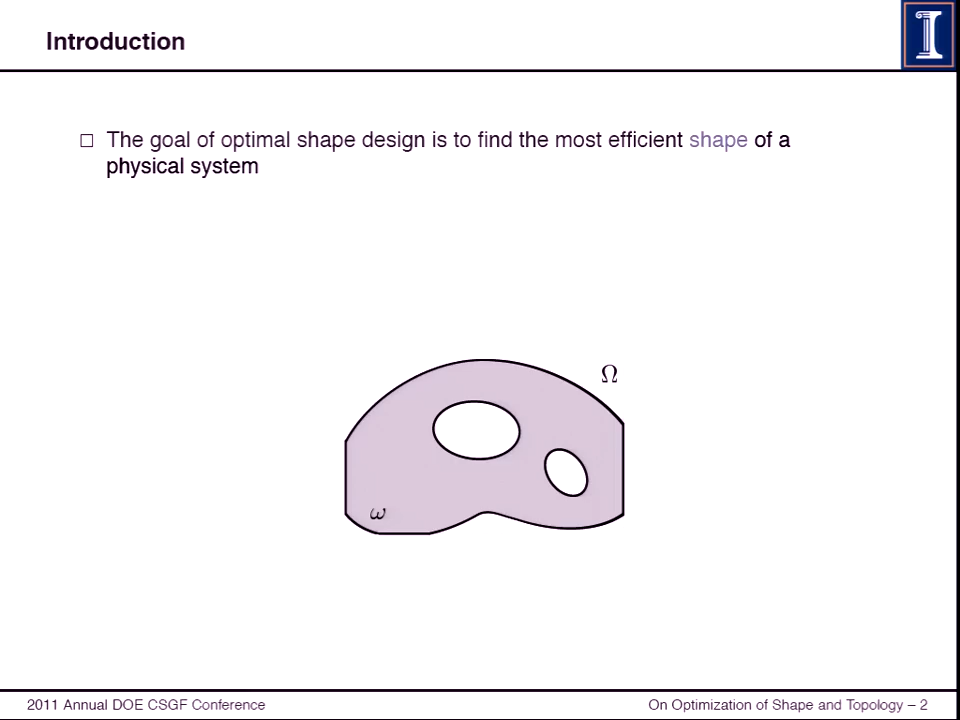 Introduction
I
□ The goal of optimal shape design is to find the most efficient shape of a
physical system
Ω
ω
2011 Annual DOE CSGF Conference
On Optimization of Shape and Topology – 2